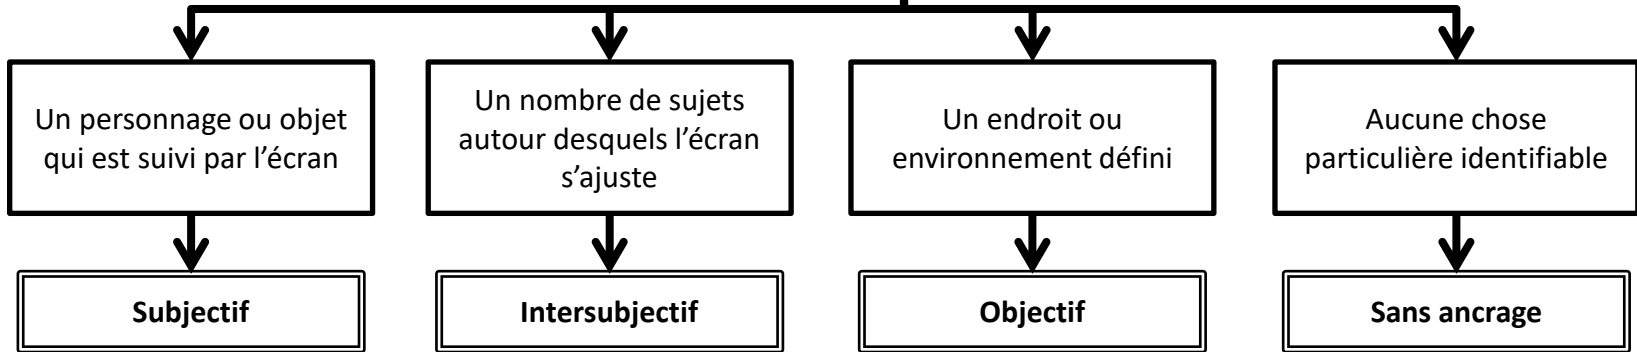 Un personnage ou objet
qui est suivi par l’écran
Un nombre de sujets
autour desquels l’écran
s’ajuste
Un endroit ou
environnement défini
Aucune chose
particulière identifiable
Subjectif
Intersubjectif
Objectif
Sans ancrage